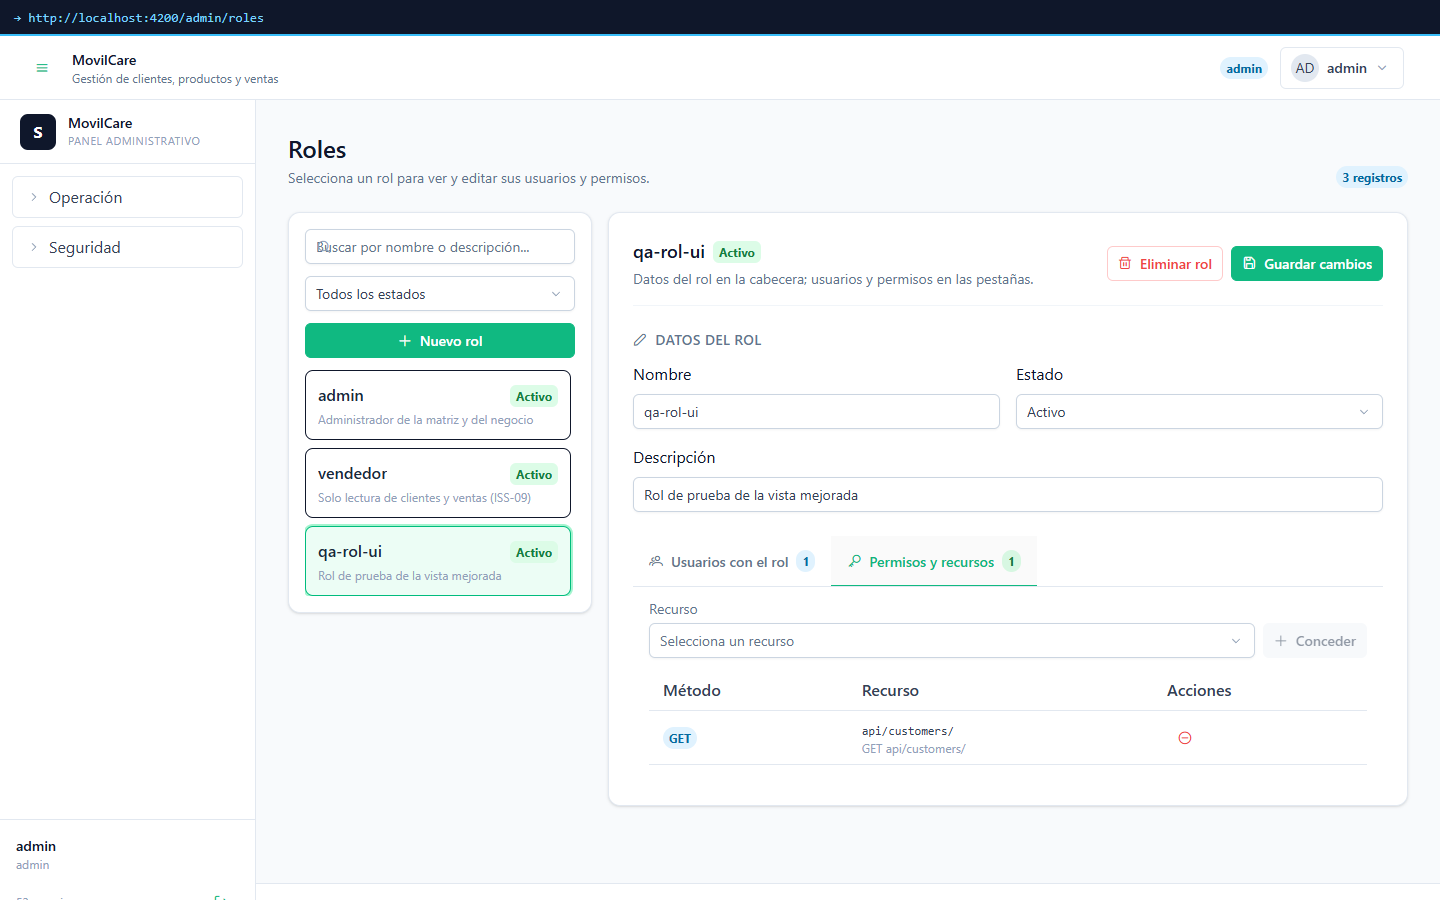 → http://localhost:4200/admin/roles
MovilCare
Gestión de clientes, productos y ventas
admin
AD admin
S
MovilCare
PANEL ADMINISTRATIVO
Operación
Seguridad
admin
admin
Roles
Selecciona un rol para ver y editar sus usuarios y permisos.
3 registros
Buscar por nombre o descripción...
Todos los estados
+ Nuevo rol
admin Activo
Administrador de la matriz y del negocio
vendedor Activo
Solo lectura de clientes y ventas (ISS-09)
qa-rol-ui Activo
Rol de prueba de la vista mejorada
qa-rol-ui Activo
Datos del rol en la cabecera; usuarios y permisos en las pestañas.
Eliminar rol
Guardar cambios
DATOS DEL ROL
Nombre Estado
qa-rol-ui Activo
Descripción
Rol de prueba de la vista mejorada
Usuarios con el rol 1 Permisos y recursos 1
Recurso
Selecciona un recurso + Conceder
Método Recurso Acciones
GET api/customers/
GET api/customers/